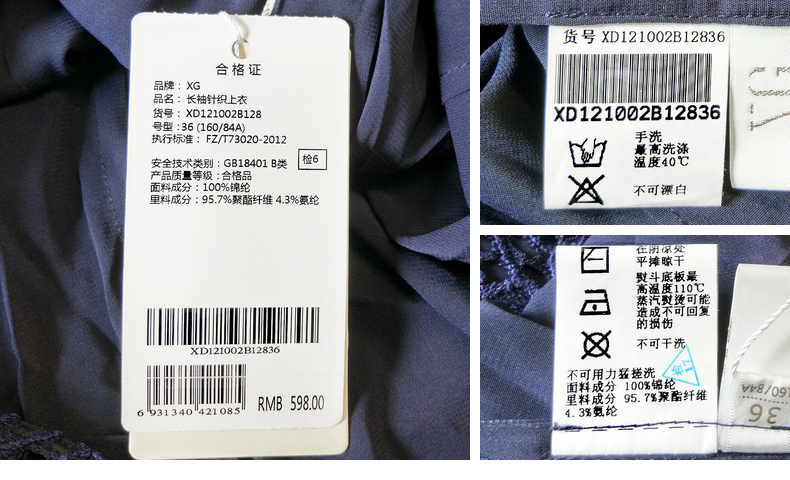 合格证
品牌： XG
品名： 长袖针织上衣
货号： XD121002B128
号型 :36 (160/84A)
执行标准： FZ/T73020-2012
安全技术类别： GB18401 B类
检6
产品质量等级 :合格品
面料成分： 100%锦纶
里料成分： 95.7%聚酯纤维 4.3%氨纶
XD121002B12836
6 931340 421085
RMB 598.00
货号 XD121002B12836
XD121002B12836
手洗
最高洗涤
温度40℃
不可漂白
在阴凉处
平摊晾干
熨斗底板最
高温度110℃
蒸汽熨烫可能
造成不可回复
的损伤
不可干洗
不可用力猛搓洗
面料成分 100%锦纶
里料成分 95.7%聚酯纤维
4.3%氨纶
160/84A
36